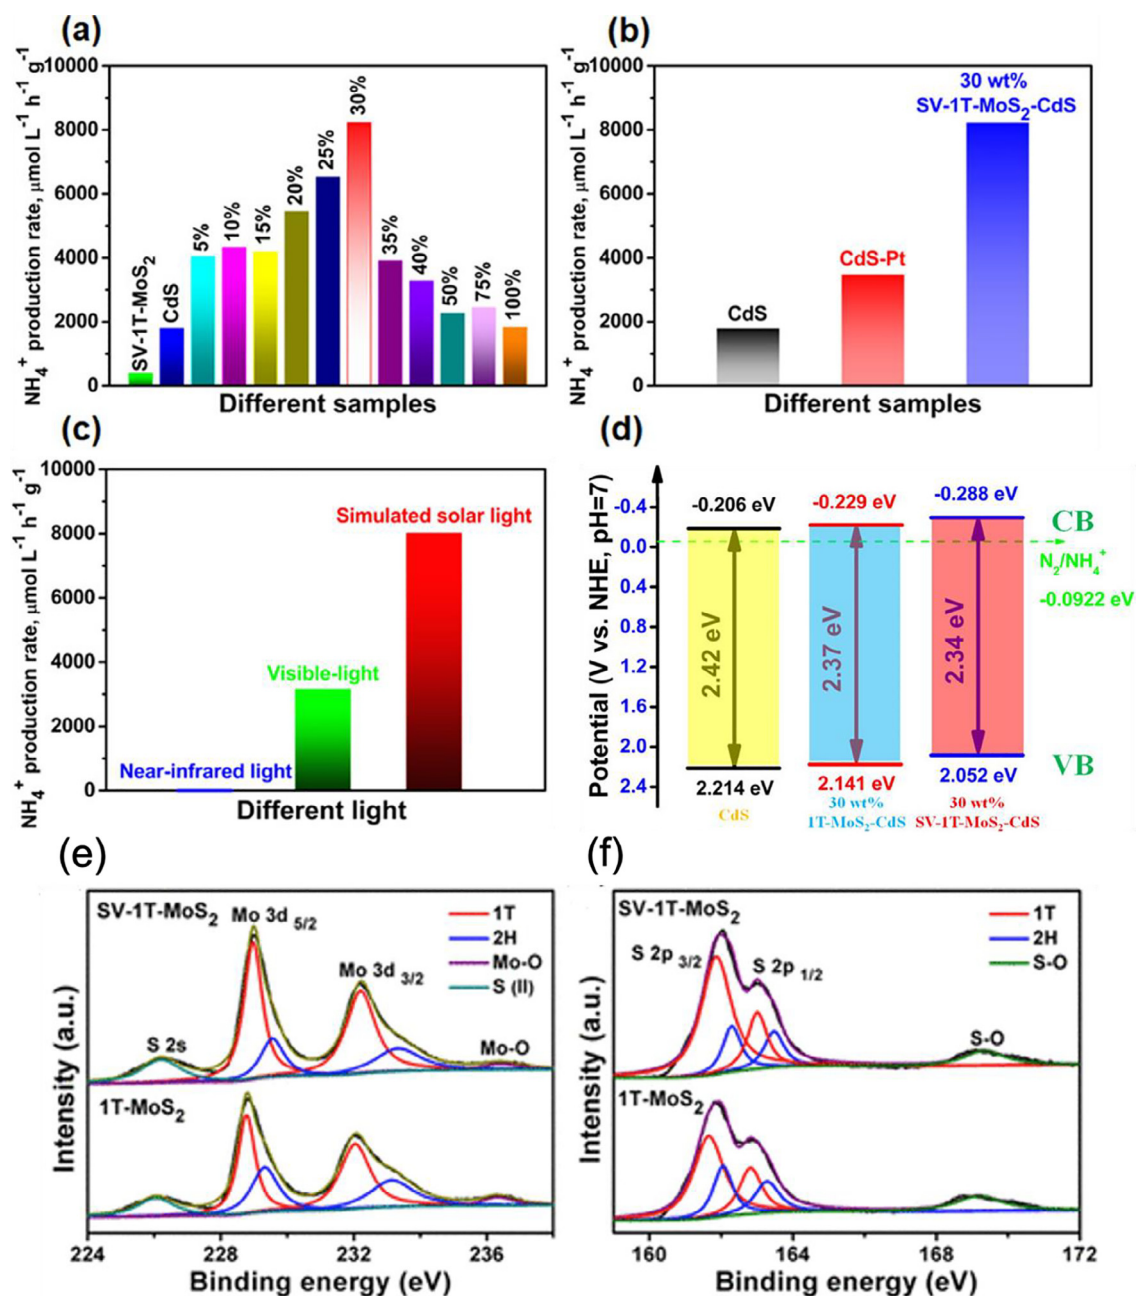 (a)
NH₄⁺ production rate, μmol L⁻¹ h⁻¹ g⁻¹
10000
8000
6000
4000
2000
0
SV-1T-MoS₂
CdS
5%
10%
15%
20%
25%
30%
35%
40%
50%
75%
100%
Different samples
(b)
NH₄⁺ production rate, μmol L⁻¹ h⁻¹ g⁻¹
10000
8000
6000
4000
2000
0
CdS
CdS-Pt
30 wt%
SV-1T-MoS₂-CdS
Different samples
(c)
NH₄⁺ production rate, μmol L⁻¹ h⁻¹ g⁻¹
10000
8000
6000
4000
2000
0
Near-infrared light
Visible-light
Simulated solar light
Different light
(d)
Potential (V vs. NHE, pH=7)
-0.4
0.0
0.4
0.8
1.2
1.6
2.0
2.4
-0.206 eV
-0.229 eV
-0.288 eV
CB
N₂/NH₄⁺
-0.0922 eV
2.42 eV
2.37 eV
2.34 eV
VB
2.214 eV
2.141 eV
2.052 eV
CdS
30 wt%
1T-MoS₂-CdS
30 wt%
SV-1T-MoS₂-CdS
(e)
Intensity (a.u.)
SV-1T-MoS₂
Mo 3d 5/2
Mo 3d 3/2
1T
2H
Mo-O
S (II)
S 2s
Mo-O
1T-MoS₂
224 228 232 236
Binding energy (eV)
(f)
Intensity (a.u.)
SV-1T-MoS₂
S 2p 3/2
S 2p 1/2
1T
2H
S-O
S-O
1T-MoS₂
160 164 168 172
Binding energy (eV)